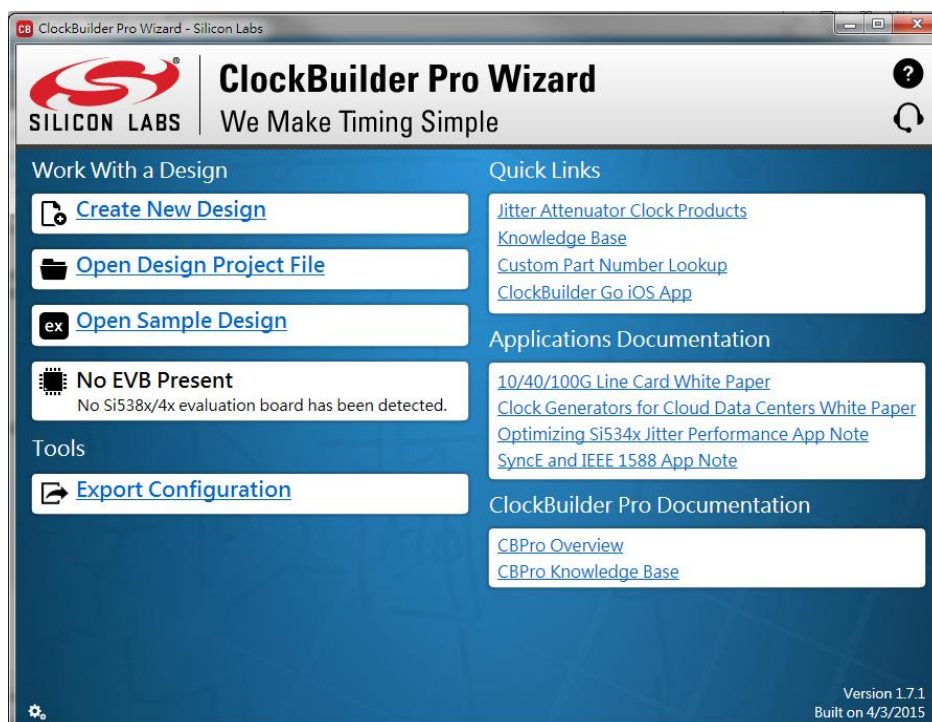 CB ClockBuilder Pro Wizard - Silicon Labs
SILICON LABS
ClockBuilder Pro Wizard
We Make Timing Simple
?
Work With a Design
Create New Design
Open Design Project File
ex Open Sample Design
No EVB Present
No Si538x/4x evaluation board has been detected.
Tools
Export Configuration
Quick Links
Jitter Attenuator Clock Products
Knowledge Base
Custom Part Number Lookup
ClockBuilder Go iOS App
Applications Documentation
10/40/100G Line Card White Paper
Clock Generators for Cloud Data Centers White Paper
Optimizing Si534x Jitter Performance App Note
SyncE and IEEE 1588 App Note
ClockBuilder Pro Documentation
CBPro Overview
CBPro Knowledge Base
Version 1.7.1
Built on 4/3/2015